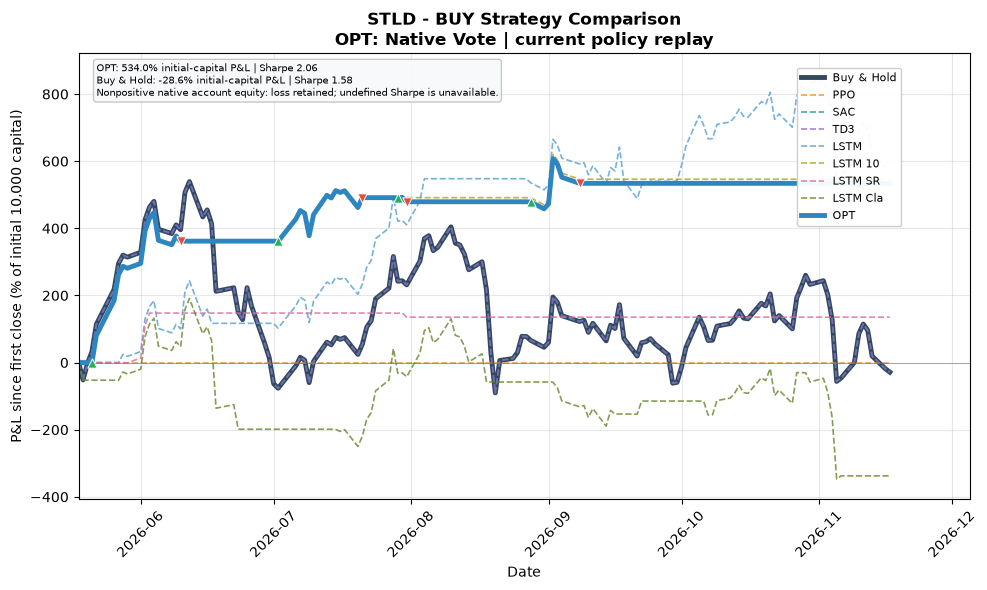 STLD - BUY Strategy Comparison
OPT: Native Vote | current policy replay
OPT: 534.0% initial-capital P&L | Sharpe 2.06
Buy & Hold: -28.6% initial-capital P&L | Sharpe 1.58
Nonpositive native account equity: loss retained; undefined Sharpe is unavailable.
Buy & Hold
PPO
SAC
TD3
LSTM
LSTM 10
LSTM SR
LSTM Cla
OPT
P&L since first close (% of initial 10,000 capital)
800
600
400
200
0
−200
−400
2026-06
2026-07
2026-08
2026-09
2026-10
2026-11
2026-12
Date